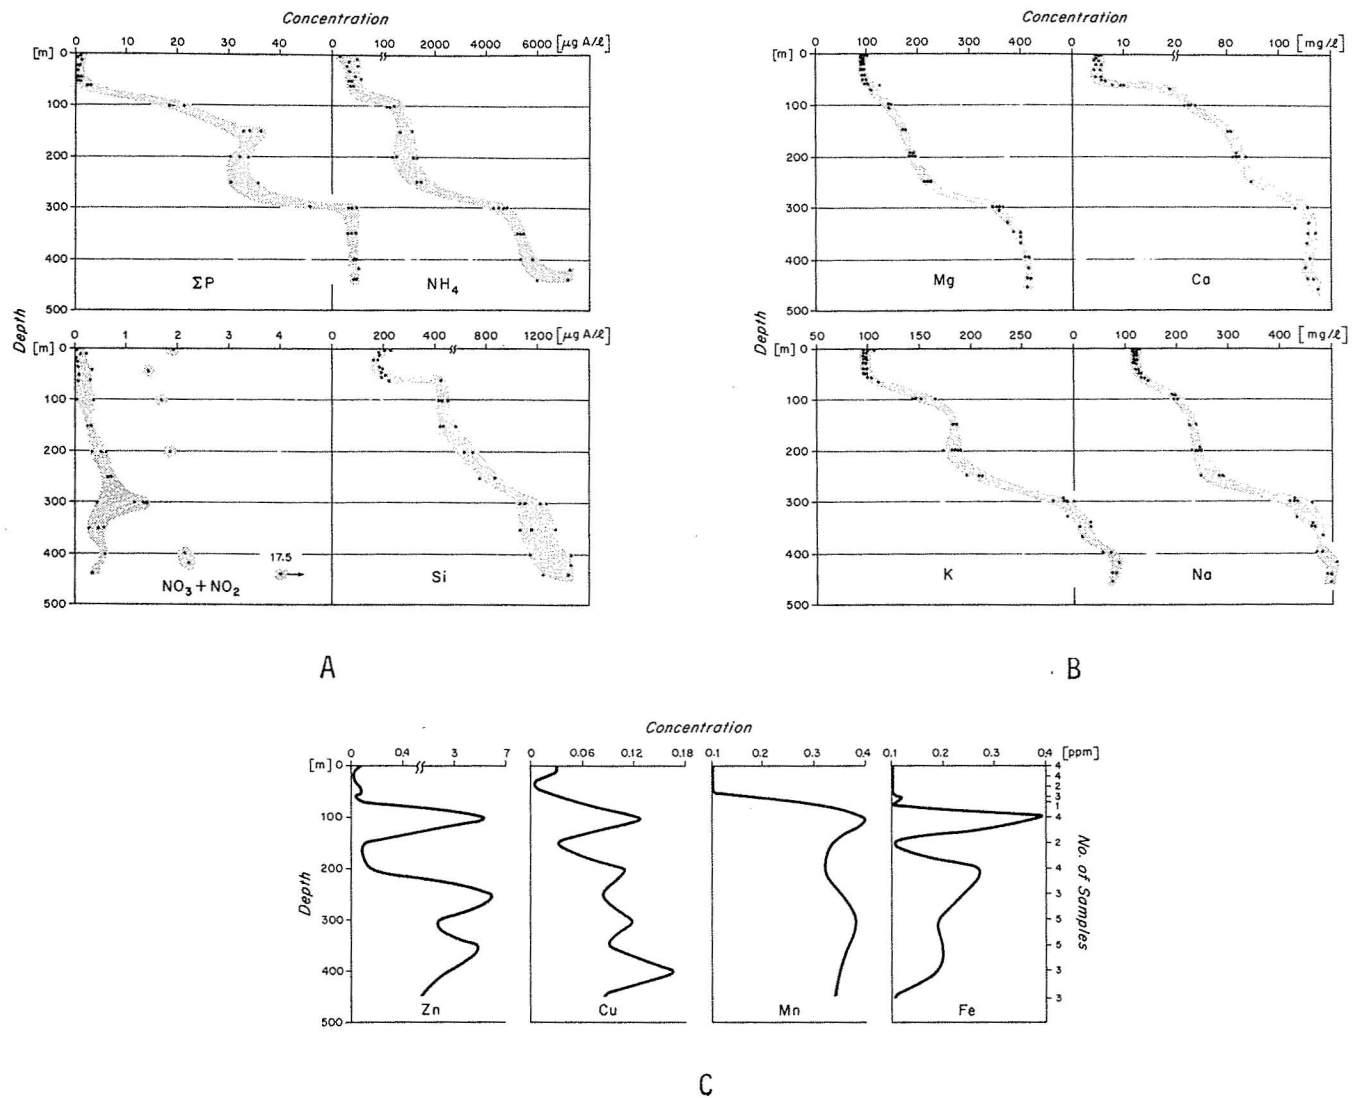 Concentration
[m] 0 0 10 20 30 0 100 2000 4000 6000 [µg A/ℓ]
100
200
300
400
500
ΣP NH4
Depth
[m] 0 0 1 2 3 0 200 400 800 1200 [µg A/ℓ]
100
200
300
400
500
17.5
NO3 + NO2 Si
A
Concentration
[m] 0 0 100 200 300 400 0 10 20 80 100 [mg/ℓ]
100
200
300
400
500
Mg Ca
Depth
[m] 0 50 100 200 250 0 100 200 400 [mg/ℓ]
100
200
300
400
500
K Na
B
Concentration
[m] 0 0 0.4 3 7 0 0.06 0.12 0.18 0.1 0.2 0.3 0.4 0.1 0.2 0.3 0.4 [ppm]
100
200
300
400
500
Depth
Zn Cu Mn Fe
4
4
2
3
1
4
2
4
3
5
5
3
3
No. of Samples
C